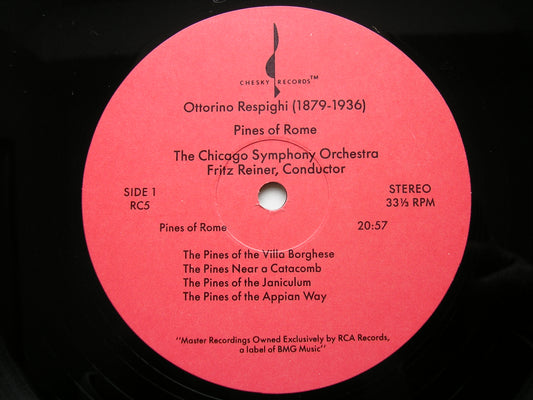 CHESKY RECORDS™
Ottorino Respighi (1879-1936)
Pines of Rome
The Chicago Symphony Orchestra
Fritz Reiner, Conductor
SIDE 1
RC5
STEREO
33⅓ RPM
Pines of Rome 20:57
The Pines of the Villa Borghese
The Pines Near a Catacomb
The Pines of the Janiculum
The Pines of the Appian Way
"Master Recordings Owned Exclusively by RCA Records,
a label of BMG Music"